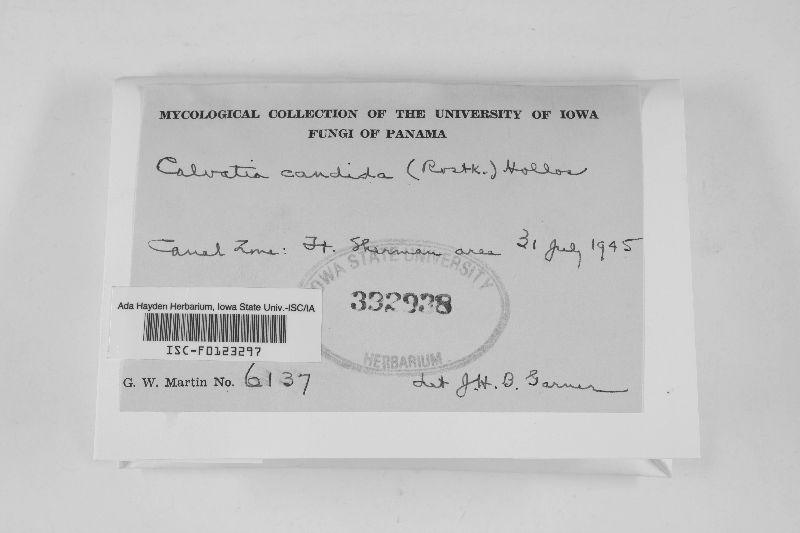 MYCOLOGICAL COLLECTION OF THE UNIVERSITY OF IOWA
FUNGI OF PANAMA
Calvatia candida (Rostk.) Hollos
Canal Zone: Ft. Sherman area 31 July 1945
IOWA STATE UNIVERSITY
332938
HERBARIUM
Ada Hayden Herbarium, Iowa State Univ.-ISC/IA
ISC-F0123297
G. W. Martin No. 6137
det J.H.B. Garner